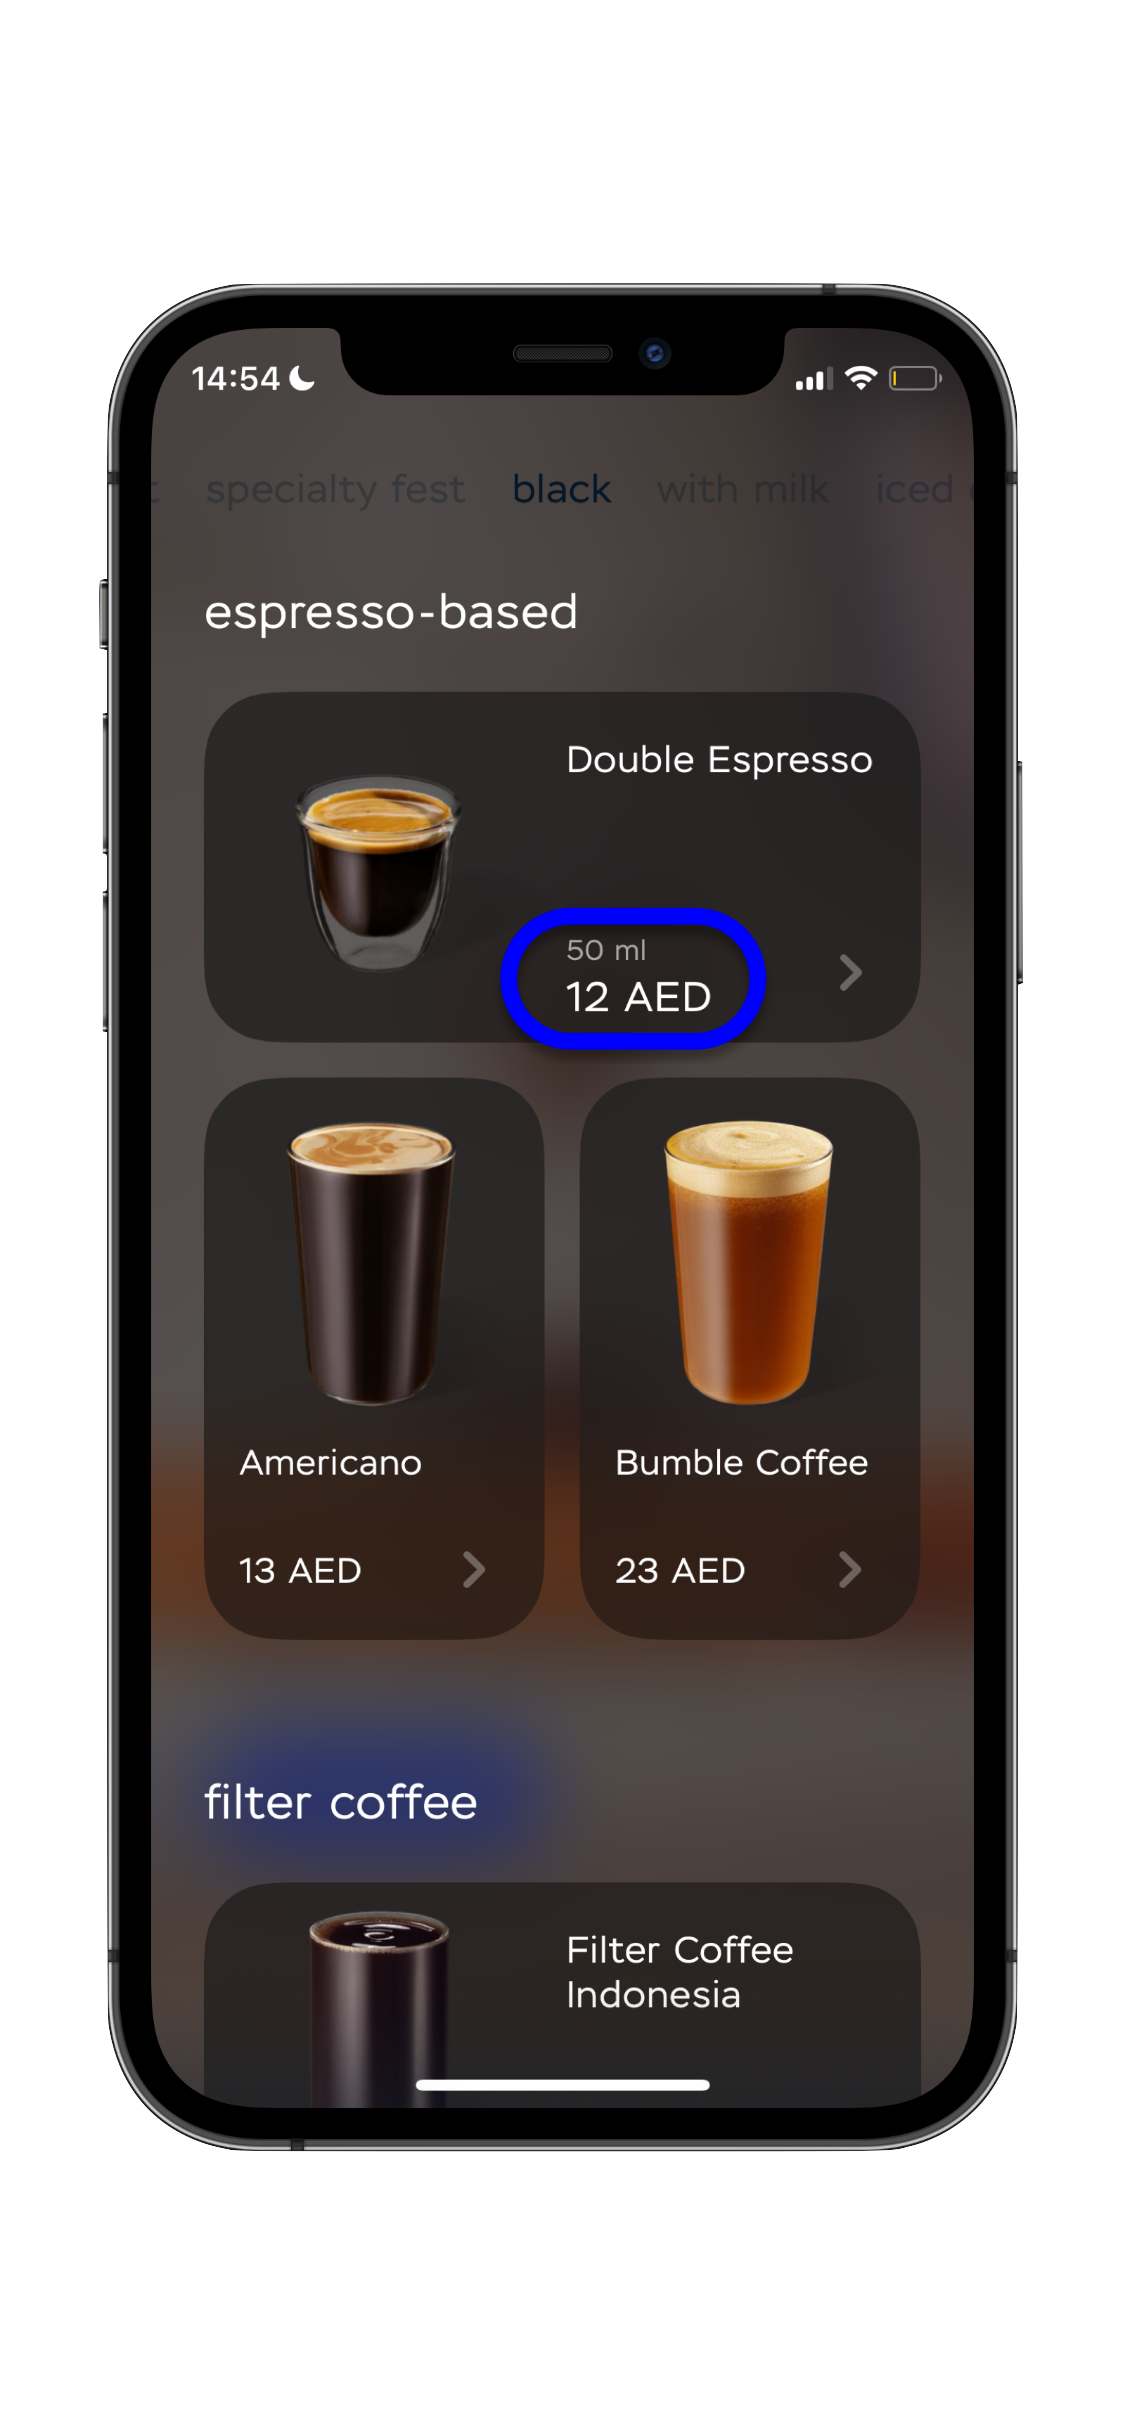 14:54
specialty fest black with milk iced
espresso-based
Double Espresso
50 ml
12 AED
Americano
13 AED
Bumble Coffee
23 AED
filter coffee
Filter Coffee
Indonesia